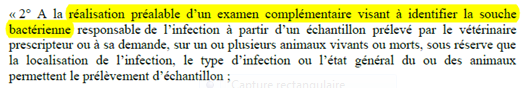 « 2° A la réalisation préalable d'un examen complémentaire visant à identifier la souche
bactérienne responsable de l'infection à partir d'un échantillon prélevé par le vétérinaire
prescripteur ou à sa demande, sur un ou plusieurs animaux vivants ou morts, sous réserve que
la localisation de l'infection, le type d'infection ou l'état général du ou des animaux
permettent le prélèvement d'échantillon ;
Capture rectangulaire